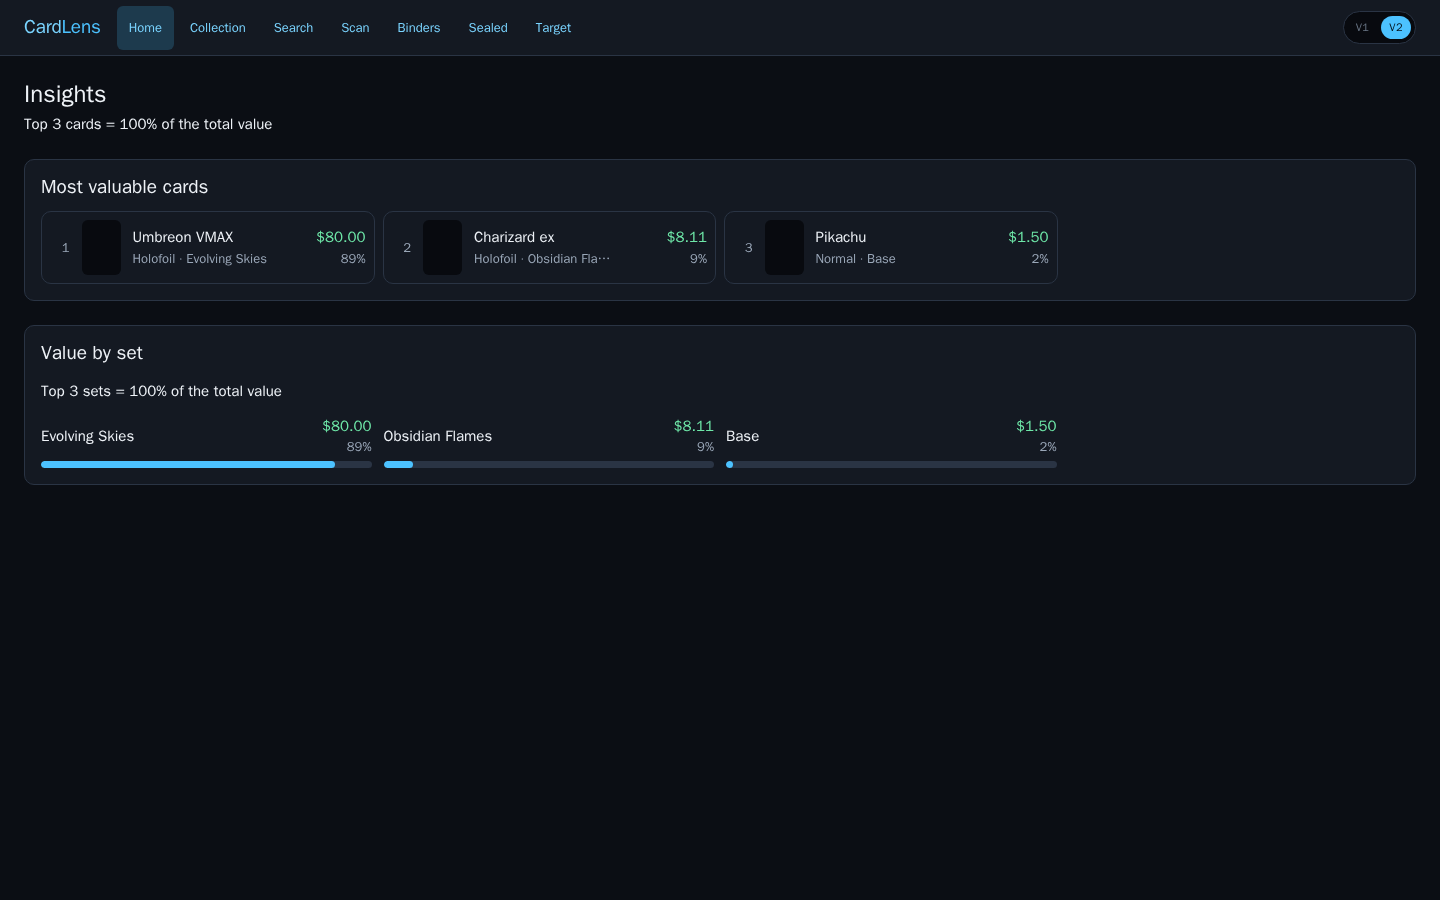 CardLens Home Collection Search Scan Binders Sealed Target V1 V2
Insights
Top 3 cards = 100% of the total value
Most valuable cards
1 Umbreon VMAX $80.00
Holofoil · Evolving Skies 89%
2 Charizard ex $8.11
Holofoil · Obsidian Fla… 9%
3 Pikachu $1.50
Normal · Base 2%
Value by set
Top 3 sets = 100% of the total value
Evolving Skies $80.00
89%
Obsidian Flames $8.11
9%
Base $1.50
2%